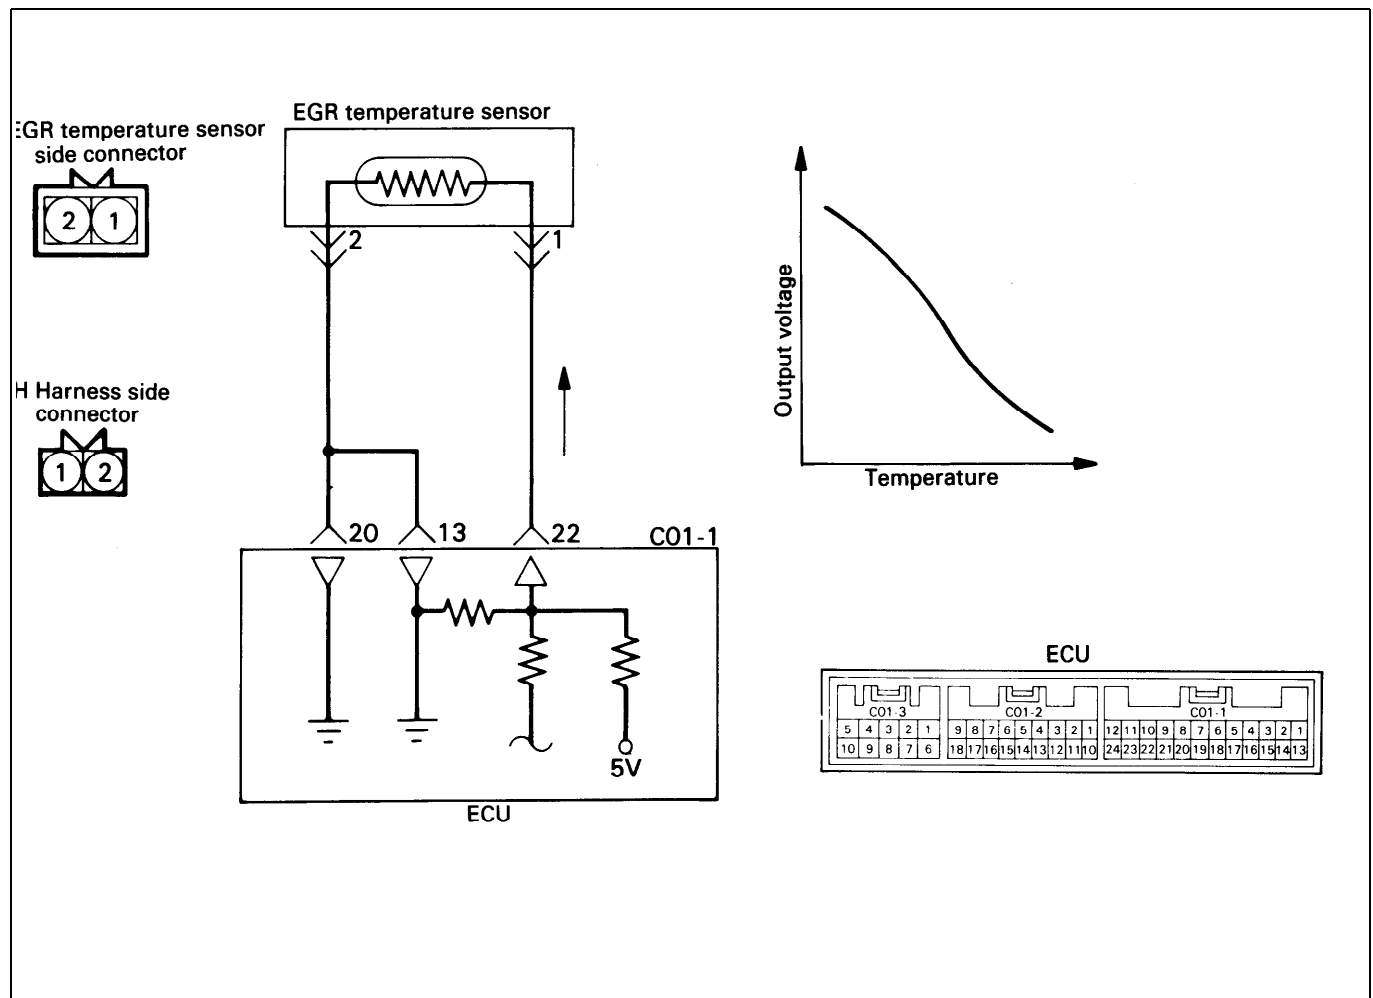 EGR temperature sensor
EGR temperature sensor
side connector
2 1
2
1
H Harness side
connector
1 2
Output voltage
Temperature
20
13
22
C01-1
5V
ECU
ECU
C01-3
C01-2
C01-1
5 4 3 2 1
9 8 7 6 5 4 3 2 1
12 11 10 9 8 7 6 5 4 3 2 1
10 9 8 7 6
18 17 16 15 14 13 12 11 10
24 23 22 21 20 19 18 17 16 15 14 13